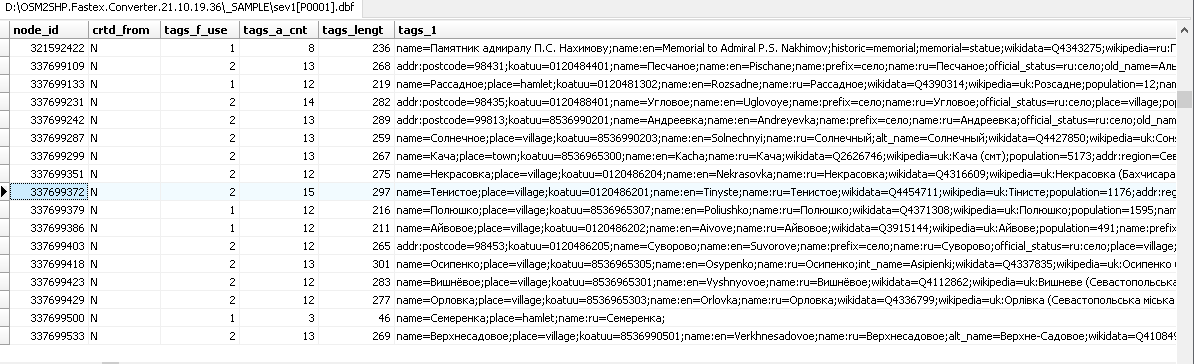 D:\OSM2SHP.Fastex.Converter.21.10.19.36\_SAMPLE\sev1[P0001].dbf
node_id crtd_from tags_f_use tags_a_cnt tags_lengt tags_1
321592422 N 1 8 236 name=Памятник адмиралу П.С. Нахимову;name:en=Memorial to Admiral P.S. Nakhimov;historic=memorial;memorial=statue;wikidata=Q4343275;wikipedia=ru:П
337699109 N 2 13 268 addr:postcode=98431;koatuu=0120484401;name=Песчаное;name:en=Pischane;name:prefix=село;name:ru=Песчаное;official_status=ru:село;old_name=Аль
337699133 N 1 12 219 name=Рассадное;place=hamlet;koatuu=0120481302;name:en=Rozsadne;name:ru=Рассадное;wikidata=Q4390314;wikipedia=uk:Розсадне;population=12;na
337699231 N 2 14 282 addr:postcode=98435;koatuu=0120488401;name=Угловое;name:en=Uglovoye;name:prefix=село;name:ru=Угловое;official_status=ru:село;place=village;po
337699242 N 2 13 289 addr:postcode=99813;koatuu=8536990201;name=Андреевка;name:en=Andreyevka;name:prefix=село;name:ru=Андреевка;official_status=ru:село;old_nam
337699287 N 2 13 259 name=Солнечное;place=village;koatuu=8536990203;name:en=Solnechnyi;name:ru=Солнечный;alt_name=Солнечный;wikidata=Q4427850;wikipedia=uk:Сон
337699299 N 2 13 267 name=Кача;place=town;koatuu=8536965300;name:en=Kacha;name:ru=Кача;wikidata=Q2626746;wikipedia=uk:Кача (смт);population=5173;addr:region=Сев
337699351 N 2 12 275 name=Некрасовка;place=village;koatuu=0120486204;name:en=Nekrasovka;name:ru=Некрасовка;wikidata=Q4316609;wikipedia=uk:Некрасовка (Бахчисара
337699372 N 2 15 297 name=Тенистое;place=village;koatuu=0120486201;name:en=Tinyste;name:ru=Тенистое;wikidata=Q4454711;wikipedia=uk:Тінисте;population=1176;addr:reg
337699379 N 1 12 216 name=Полюшко;place=village;koatuu=8536965307;name:en=Poliushko;name:ru=Полюшко;wikidata=Q4371308;wikipedia=uk:Полюшко;population=1595;nam
337699386 N 1 12 211 name=Айвовое;place=village;koatuu=0120486202;name:en=Aivove;name:ru=Айвовое;wikidata=Q3915144;wikipedia=uk:Айвове;population=491;name:prefix
337699403 N 2 12 265 addr:postcode=98453;koatuu=0120486205;name=Суворово;name:en=Suvorove;name:prefix=село;name:ru=Суворово;official_status=ru:село;place=village;
337699418 N 2 13 301 name=Осипенко;place=village;koatuu=8536965305;name:en=Osypenko;name:ru=Осипенко;int_name=Asipienki;wikidata=Q4337835;wikipedia=uk:Осипенко
337699423 N 2 12 283 name=Вишнёвое;place=village;koatuu=8536965301;name:en=Vyshnyovoe;name:ru=Вишнёвое;wikidata=Q4112862;wikipedia=uk:Вишневе (Севастопольсь
337699429 N 2 12 277 name=Орловка;place=village;koatuu=8536965303;name:en=Orlovka;name:ru=Орловка;wikidata=Q4336799;wikipedia=uk:Орлівка (Севастопольська міська
337699500 N 1 3 46 name=Семеренка;place=hamlet;name:ru=Семеренка;
337699533 N 2 13 269 name=Верхнесадовое;place=village;koatuu=8536990501;name:en=Verkhnesadovoe;name:ru=Верхнесадовое;alt_name=Верхне-Садовое;wikidata=Q410849